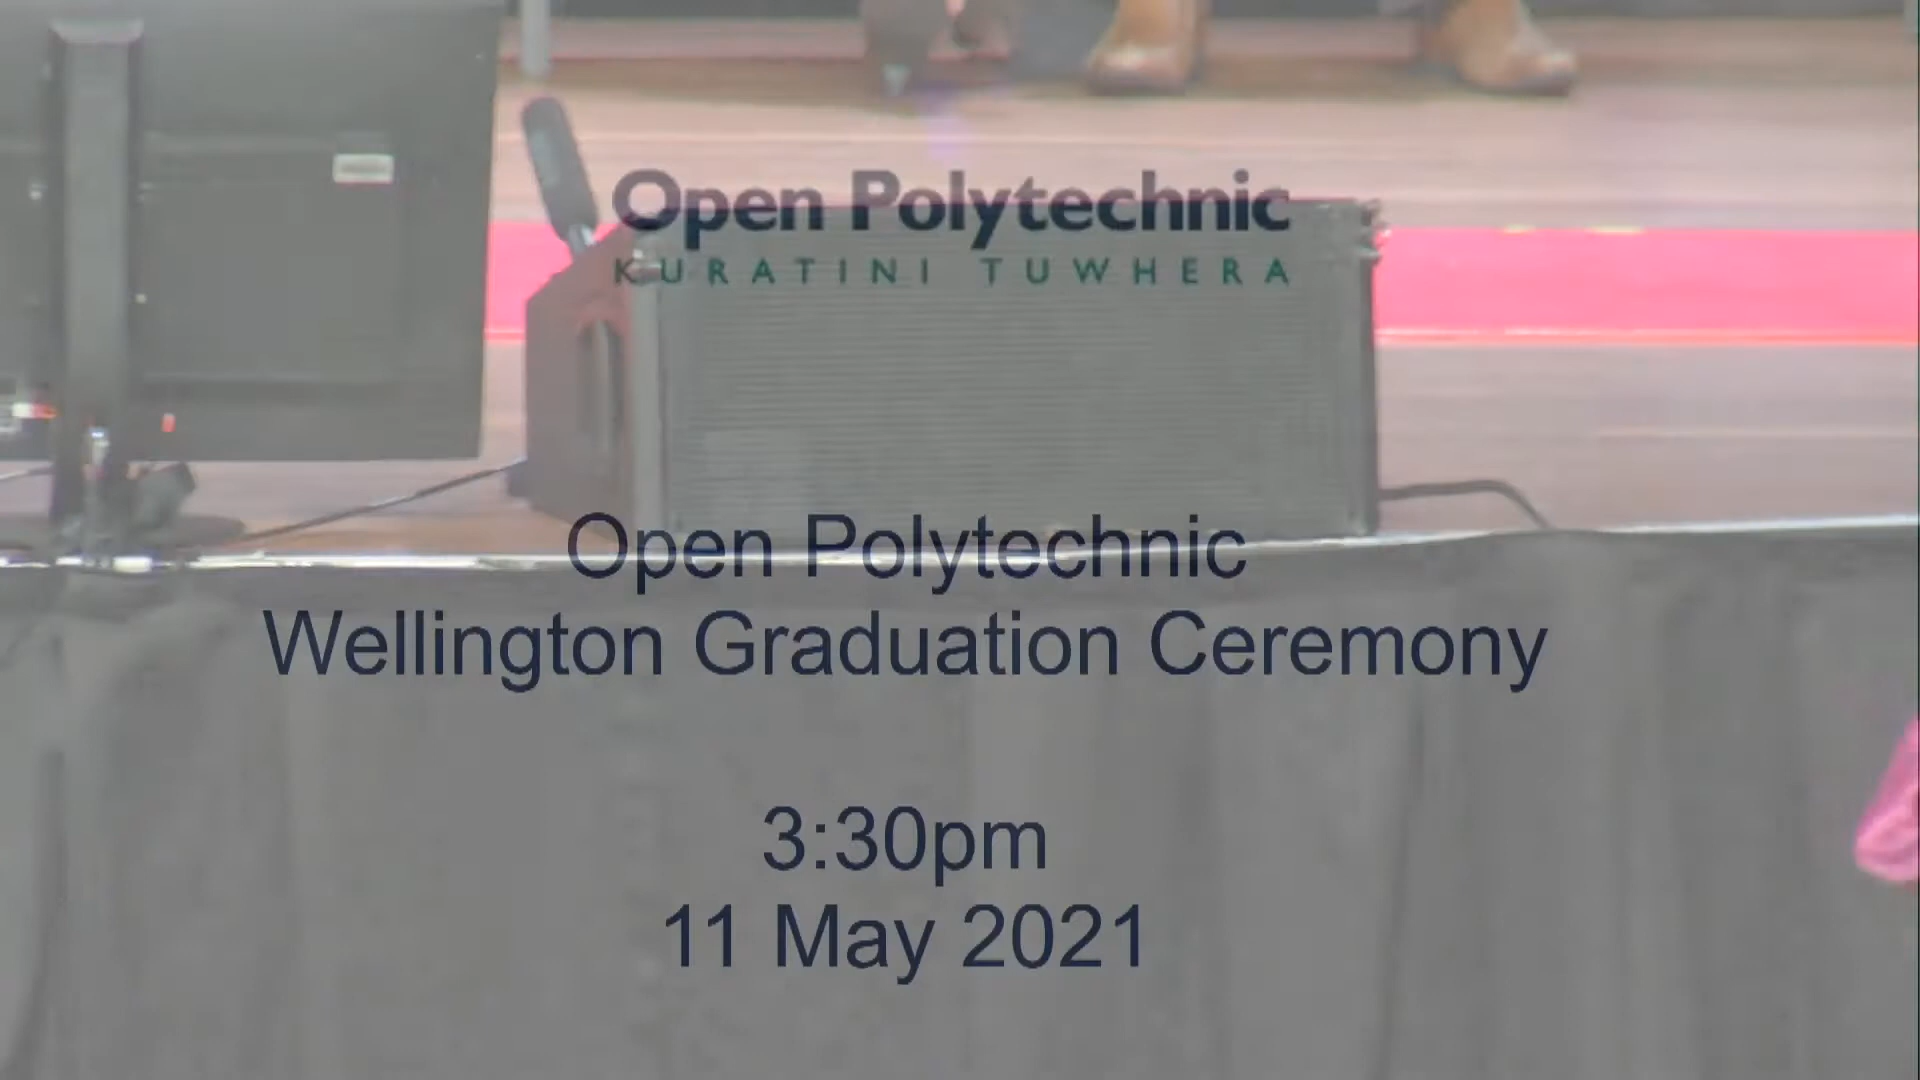 Open Polytechnic
KURATINI TUWHERA
Open Polytechnic
Wellington Graduation Ceremony
3:30pm
11 May 2021